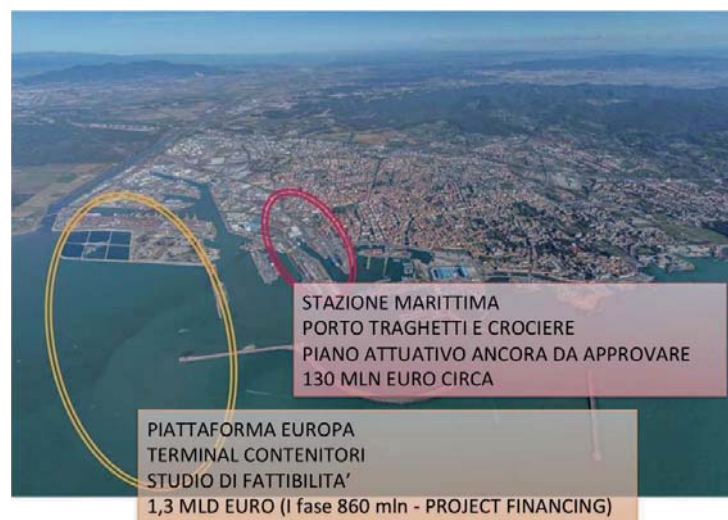 STAZIONE MARITTIMA
PORTO TRAGHETTI E CROCIERE
PIANO ATTUATIVO ANCORA DA APPROVARE
130 MLN EURO CIRCA
PIATTAFORMA EUROPA
TERMINAL CONTENITORI
STUDIO DI FATTIBILITA'
1,3 MLD EURO (I fase 860 mln - PROJECT FINANCING)